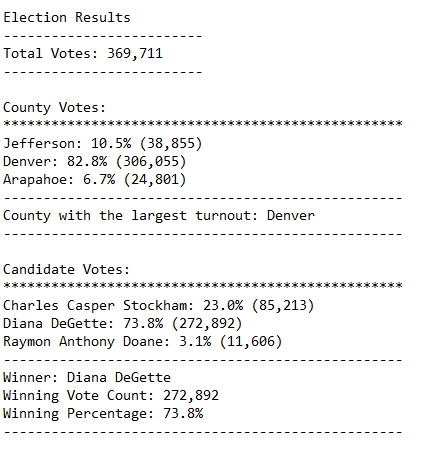 Election Results
-------------------------
Total Votes: 369,711
-------------------------
County Votes:
**************************************************
Jefferson: 10.5% (38,855)
Denver: 82.8% (306,055)
Arapahoe: 6.7% (24,801)
--------------------------------------------------
County with the largest turnout: Denver
--------------------------------------------------
Candidate Votes:
**************************************************
Charles Casper Stockham: 23.0% (85,213)
Diana DeGette: 73.8% (272,892)
Raymon Anthony Doane: 3.1% (11,606)
--------------------------------------------------
Winner: Diana DeGette
Winning Vote Count: 272,892
Winning Percentage: 73.8%
--------------------------------------------------